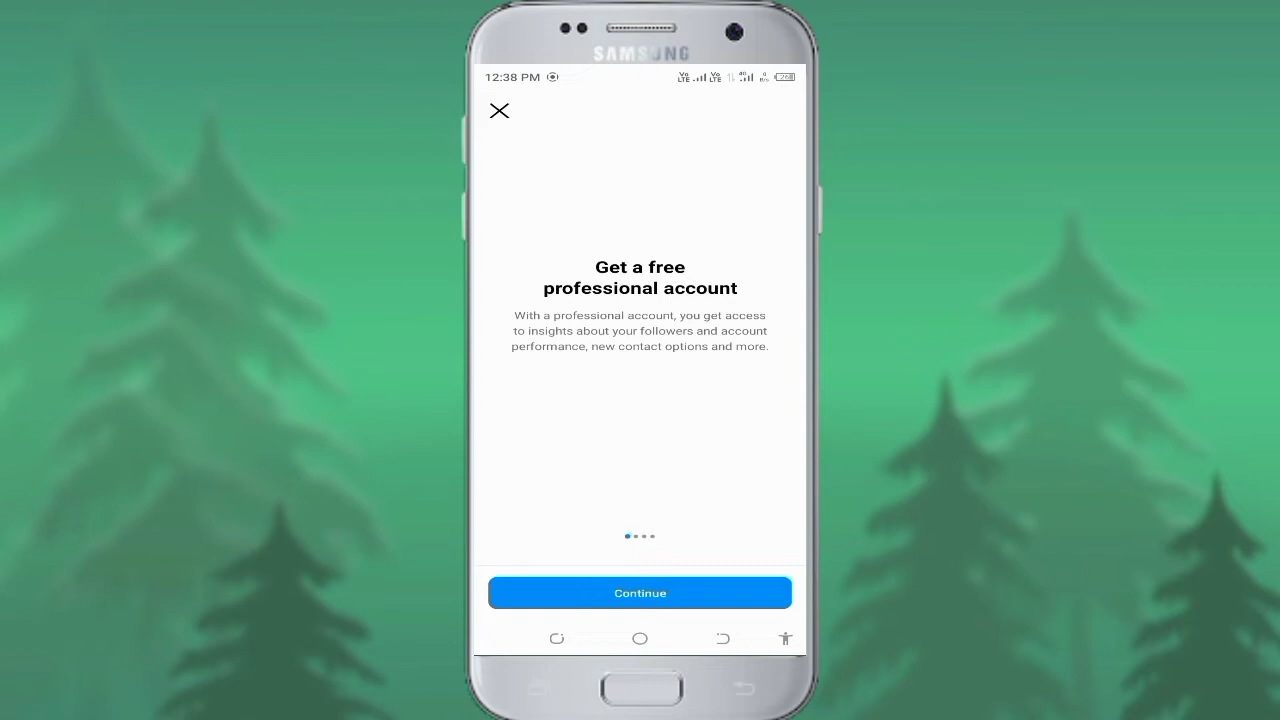 SAMSUNG
12:38 PM
Get a free
professional account
With a professional account, you get access
to insights about your followers and account
performance, new contact options and more.
Continue